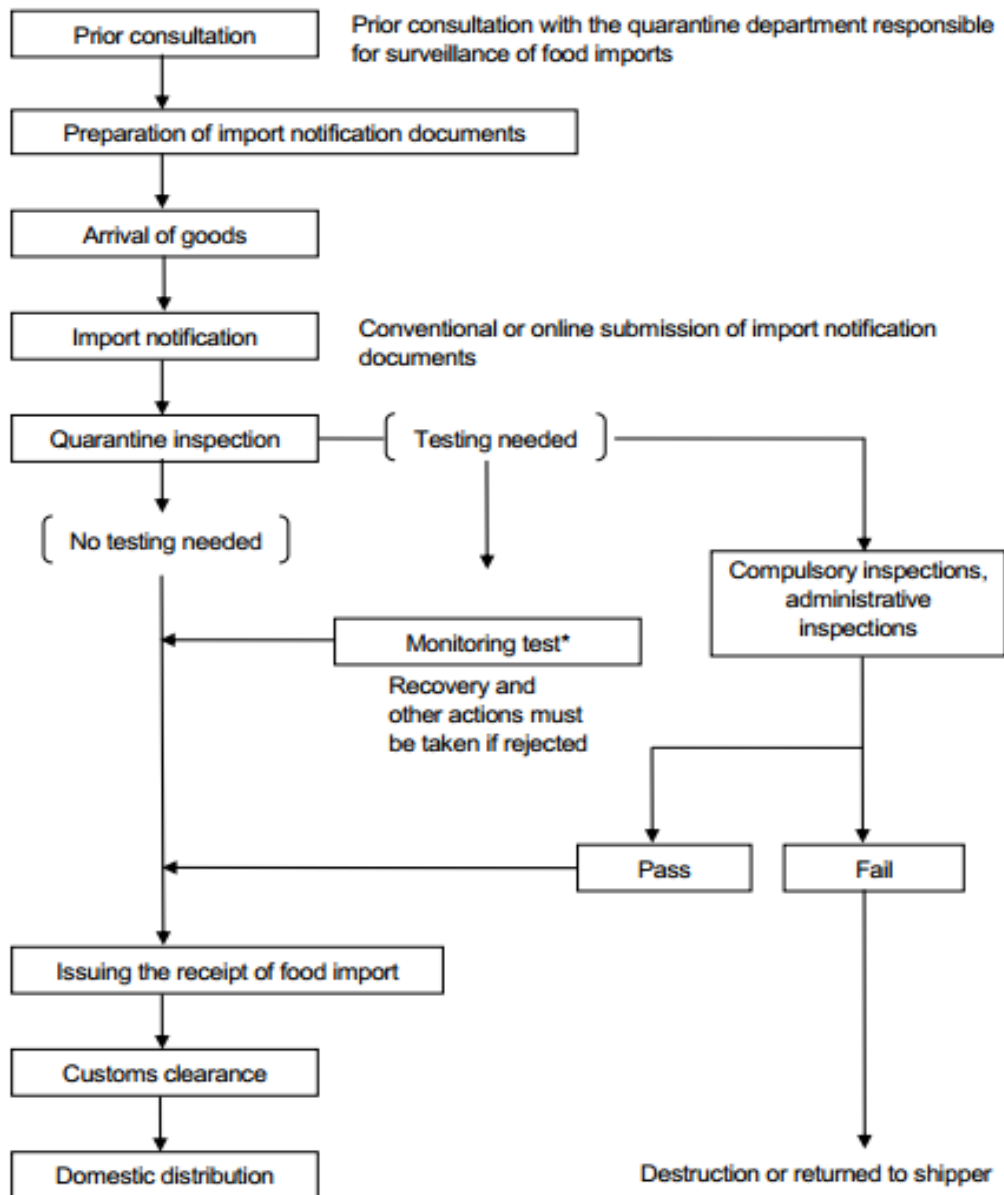 Prior consultation
Prior consultation with the quarantine department responsible
for surveillance of food imports
Preparation of import notification documents
Arrival of goods
Import notification
Conventional or online submission of import notification
documents
Quarantine inspection
Testing needed
No testing needed
Compulsory inspections,
administrative
inspections
Monitoring test*
Recovery and
other actions must
be taken if rejected
Pass
Fail
Issuing the receipt of food import
Customs clearance
Domestic distribution
Destruction or returned to shipper